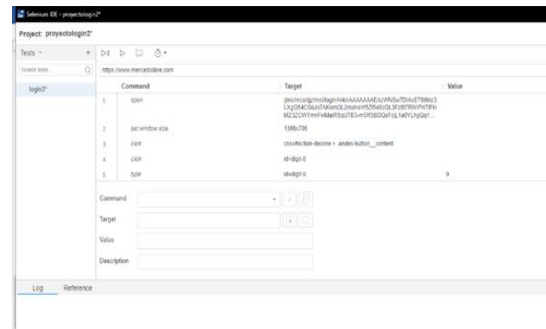 Selenium IDE - proyectologin2*
Project: proyectologin2*
Tests
Search tests...
https://www.mercadolibre.com
login3*
Command Target Value
1 open
2 set window size 1366x706
3 click
4 click id=digit-0
5 type id=digit-0 9
Command
Target
Value
Description
Log Reference